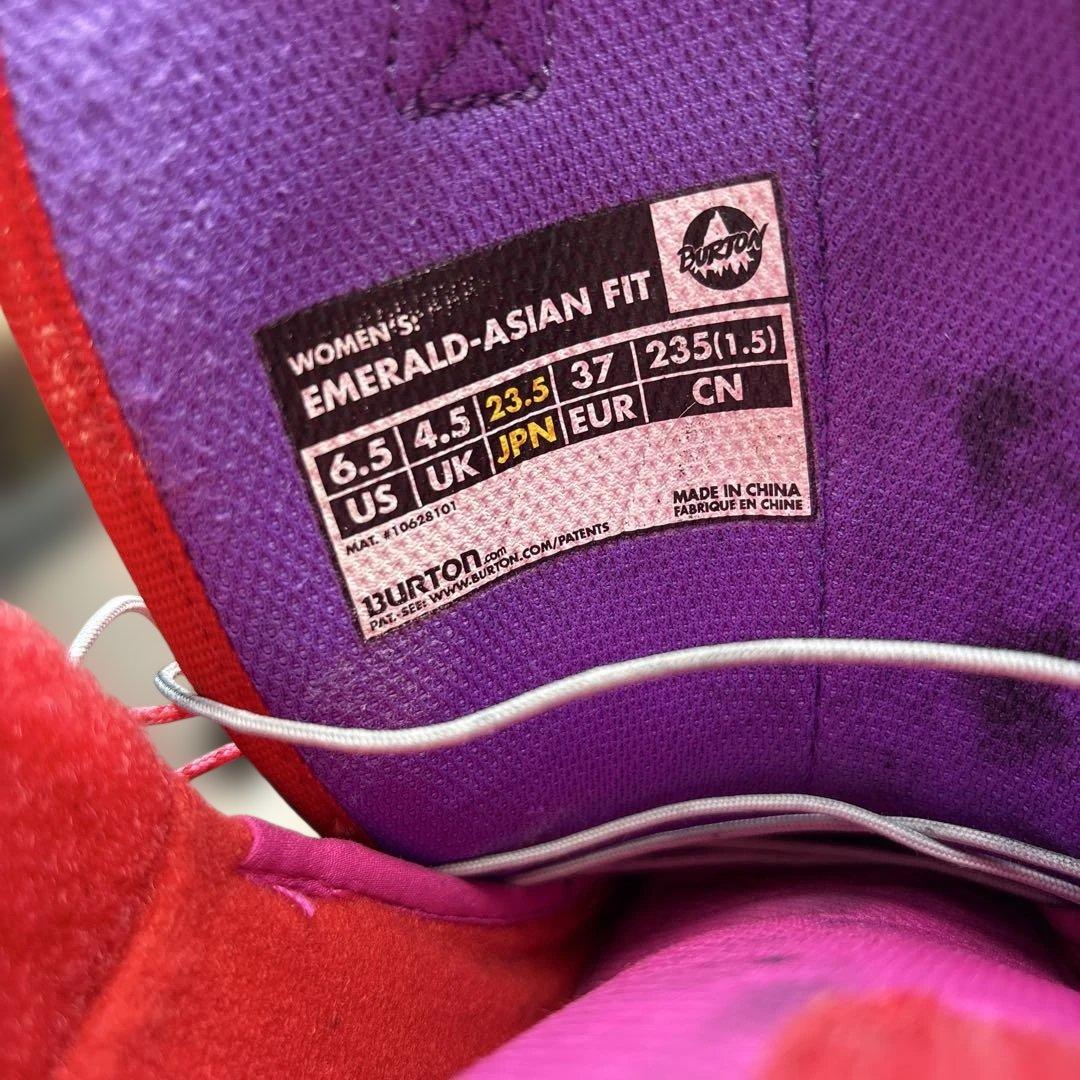 BURTON
WOMEN'S:
EMERALD-ASIAN FIT
6.5 4.5 23.5 37 235(1.5)
US UK JPN EUR CN
MAT. #10628101
MADE IN CHINA
FABRIQUE EN CHINE
BURTON.com
PAT. SEE: WWW.BURTON.COM/PATENTS